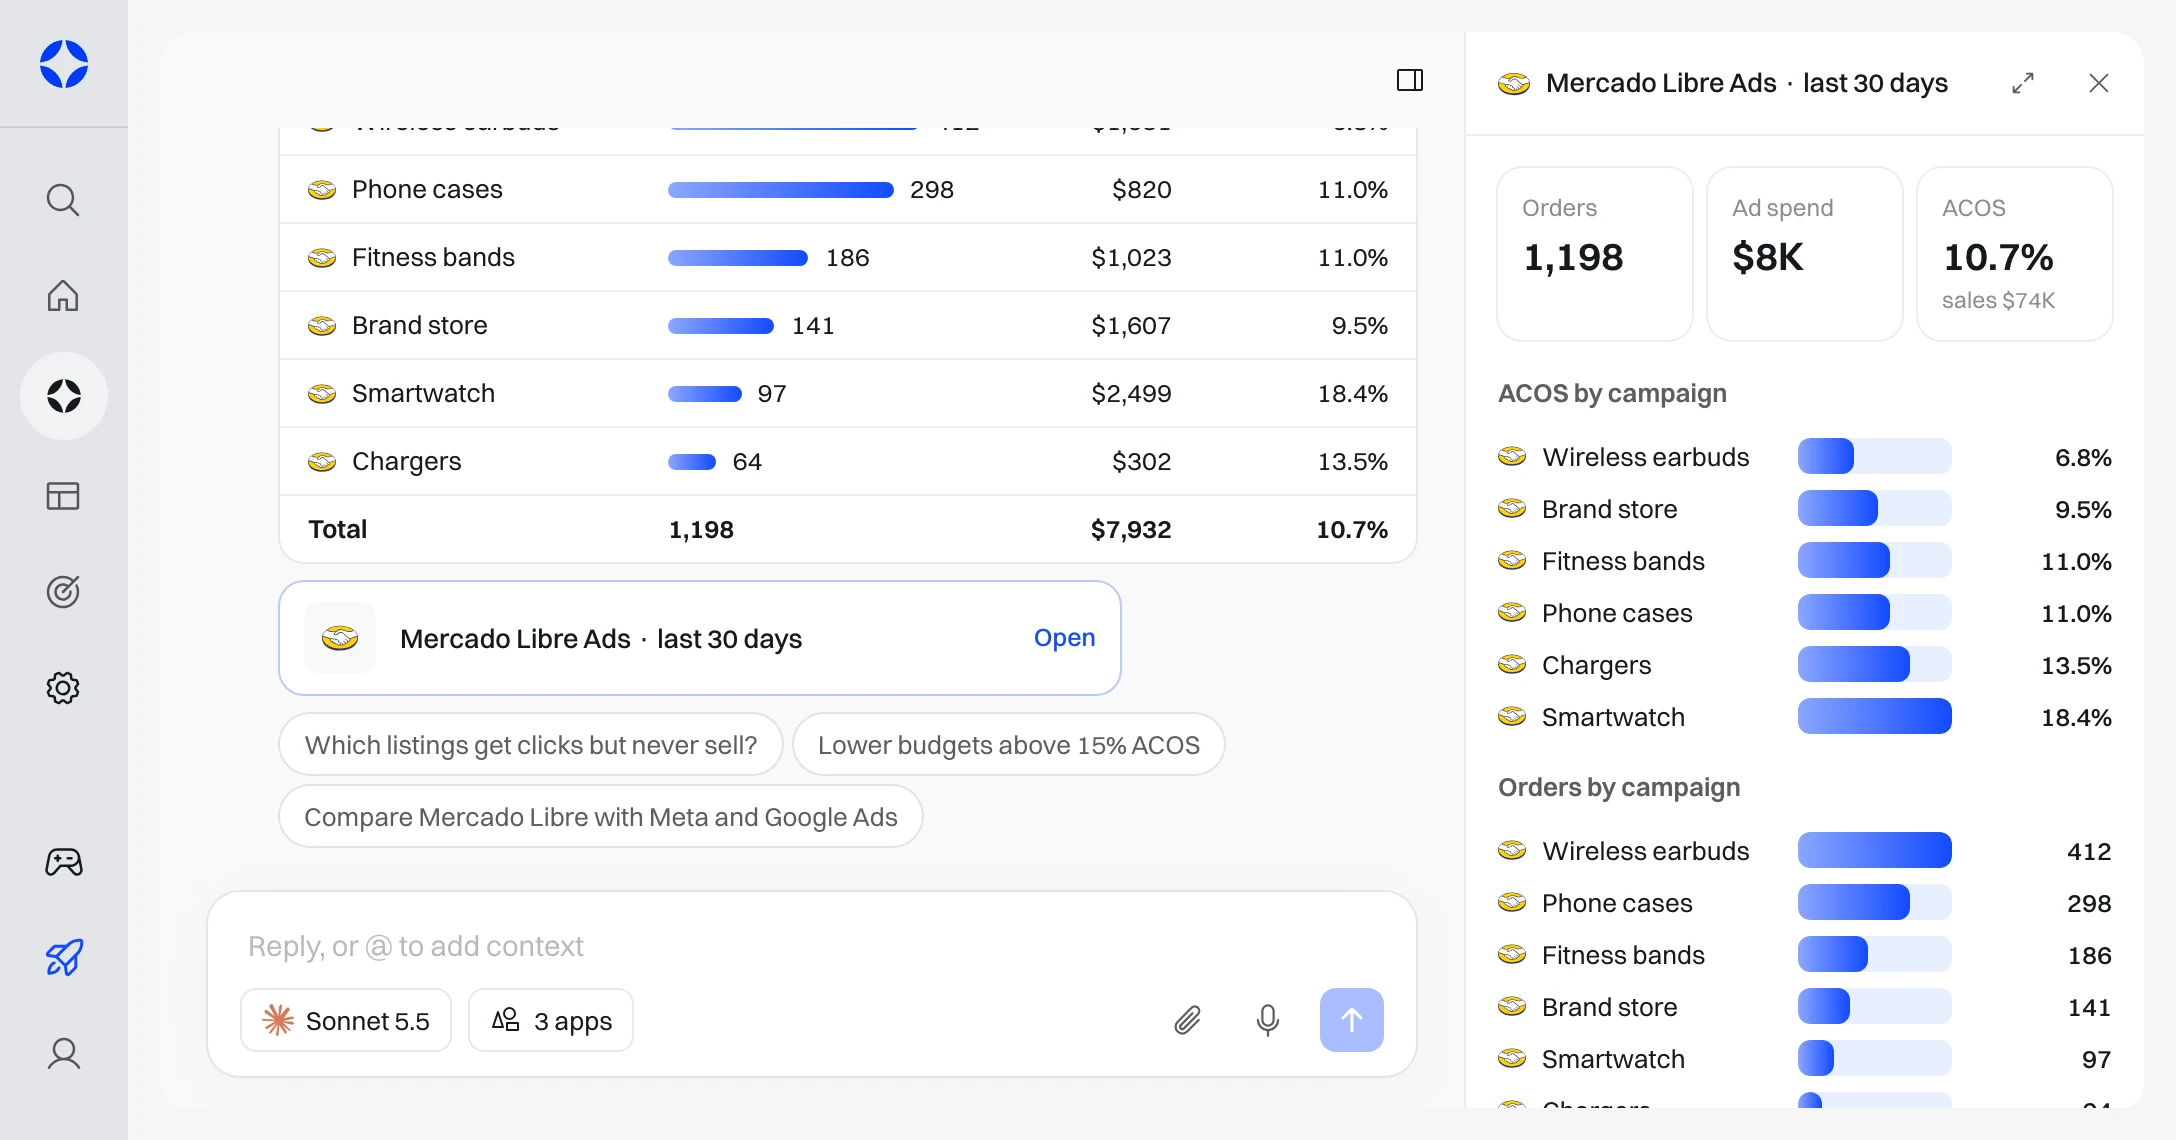 Phone cases 298 $820 11.0%
Fitness bands 186 $1,023 11.0%
Brand store 141 $1,607 9.5%
Smartwatch 97 $2,499 18.4%
Chargers 64 $302 13.5%
Total 1,198 $7,932 10.7%
Mercado Libre Ads · last 30 days Open
Which listings get clicks but never sell? Lower budgets above 15% ACOS
Compare Mercado Libre with Meta and Google Ads
Reply, or @ to add context
Sonnet 5.5 3 apps
Mercado Libre Ads · last 30 days
Orders Ad spend ACOS
1,198 $8K 10.7%
sales $74K
ACOS by campaign
Wireless earbuds 6.8%
Brand store 9.5%
Fitness bands 11.0%
Phone cases 11.0%
Chargers 13.5%
Smartwatch 18.4%
Orders by campaign
Wireless earbuds 412
Phone cases 298
Fitness bands 186
Brand store 141
Smartwatch 97